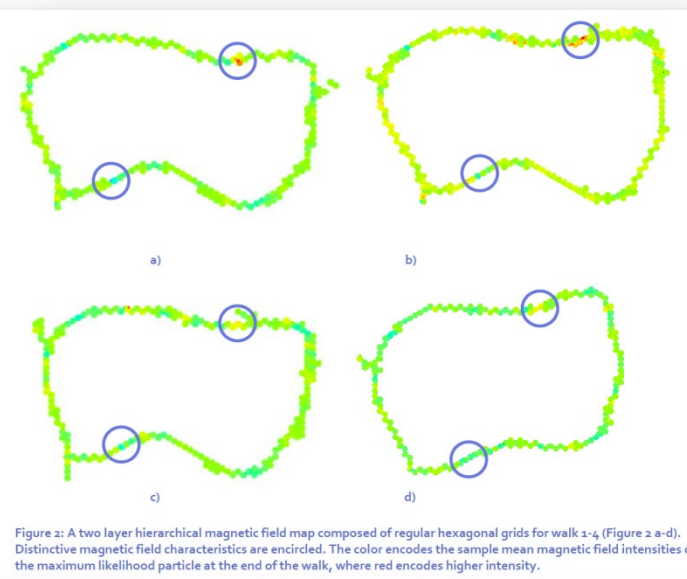 a)
b)
c)
d)
Figure 2: A two layer hierarchical magnetic field map composed of regular hexagonal grids for walk 1-4 (Figure 2 a-d).
Distinctive magnetic field characteristics are encircled. The color encodes the sample mean magnetic field intensities
the maximum likelihood particle at the end of the walk, where red encodes higher intensity.